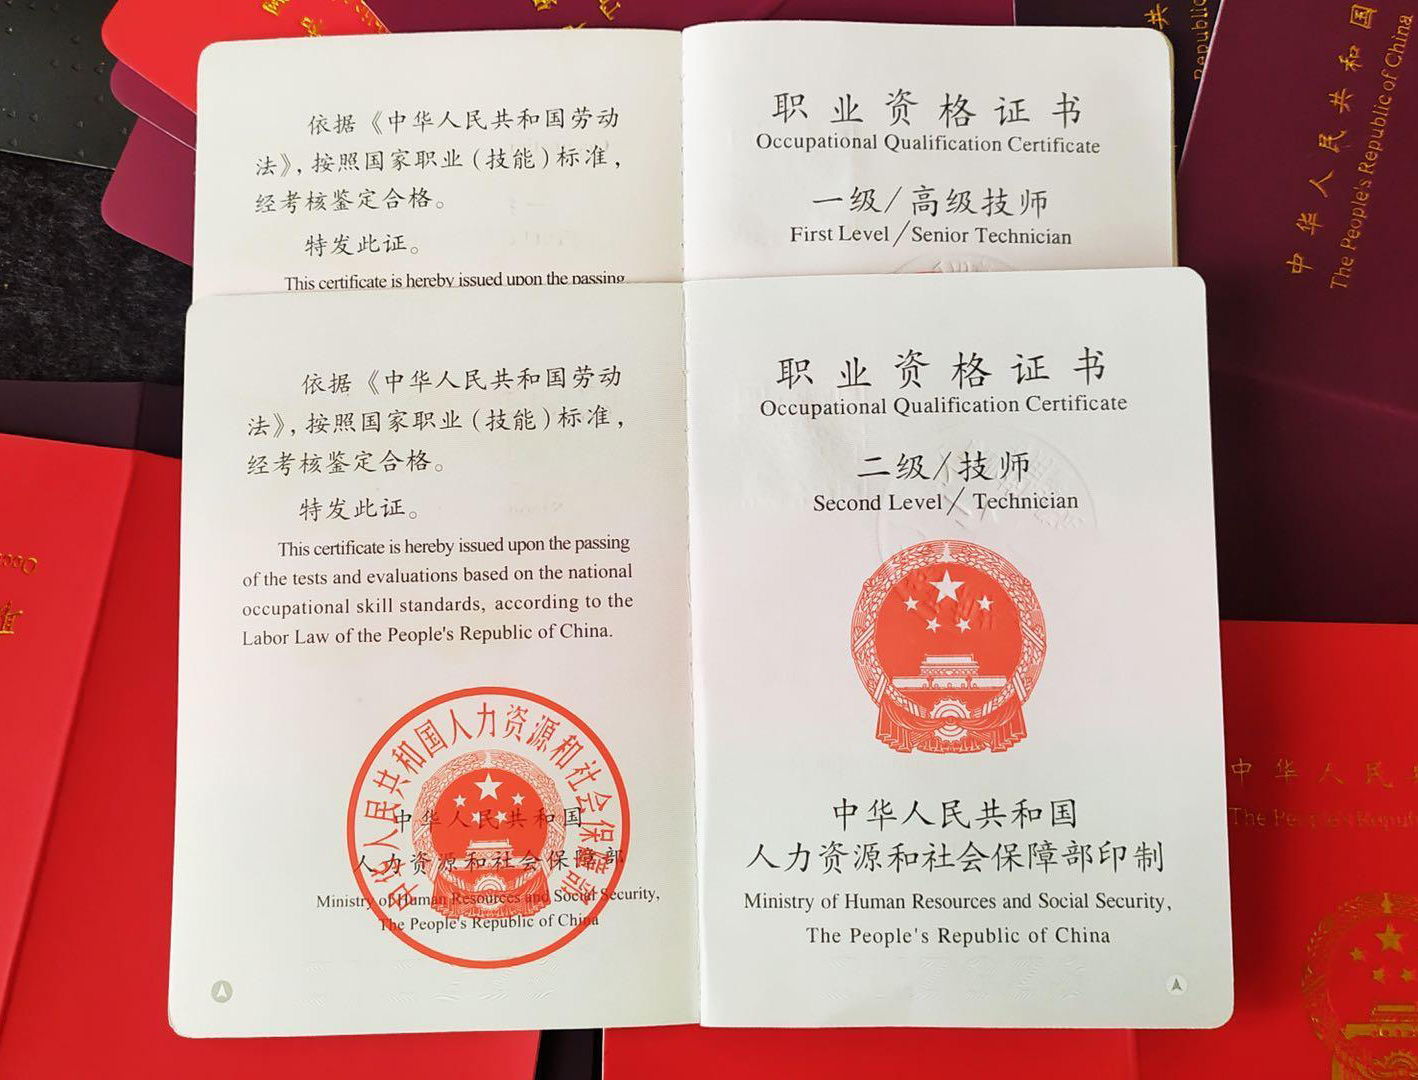 依据《中华人民共和国劳动
法》,按照国家职业(技能)标准,
经考核鉴定合格。
特发此证。
This certificate is hereby issued upon the passing
职业资格证书
Occupational Qualification Certificate
一级/高级技师
First Level/Senior Technician
依据《中华人民共和国劳动
法》,按照国家职业(技能)标准,
经考核鉴定合格。
特发此证。
This certificate is hereby issued upon the passing
of the tests and evaluations based on the national
occupational skill standards, according to the
Labor Law of the People's Republic of China.
中华人民共和国人力资源和社会保障部
中华人民共和国
人力资源和社会保障部
Ministry of Human Resources and Social Security,
The People's Republic of China
职业资格证书
Occupational Qualification Certificate
二级/技师
Second Level/Technician
中华人民共和国
人力资源和社会保障部印制
Ministry of Human Resources and Social Security,
The People's Republic of China
中华人民共和国
The People's Republic of China
共
Republic
中华人民
The People's Republic